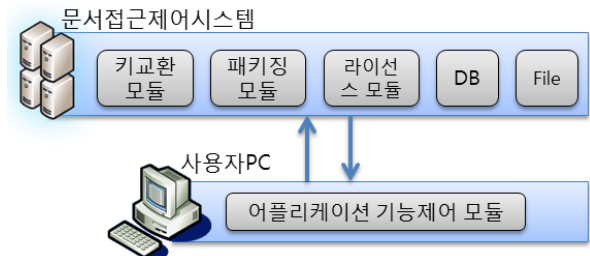 문서접근제어시스템
키교환
모듈
패키징
모듈
라이선
스 모듈
DB
File
사용자PC
어플리케이션 기능제어 모듈